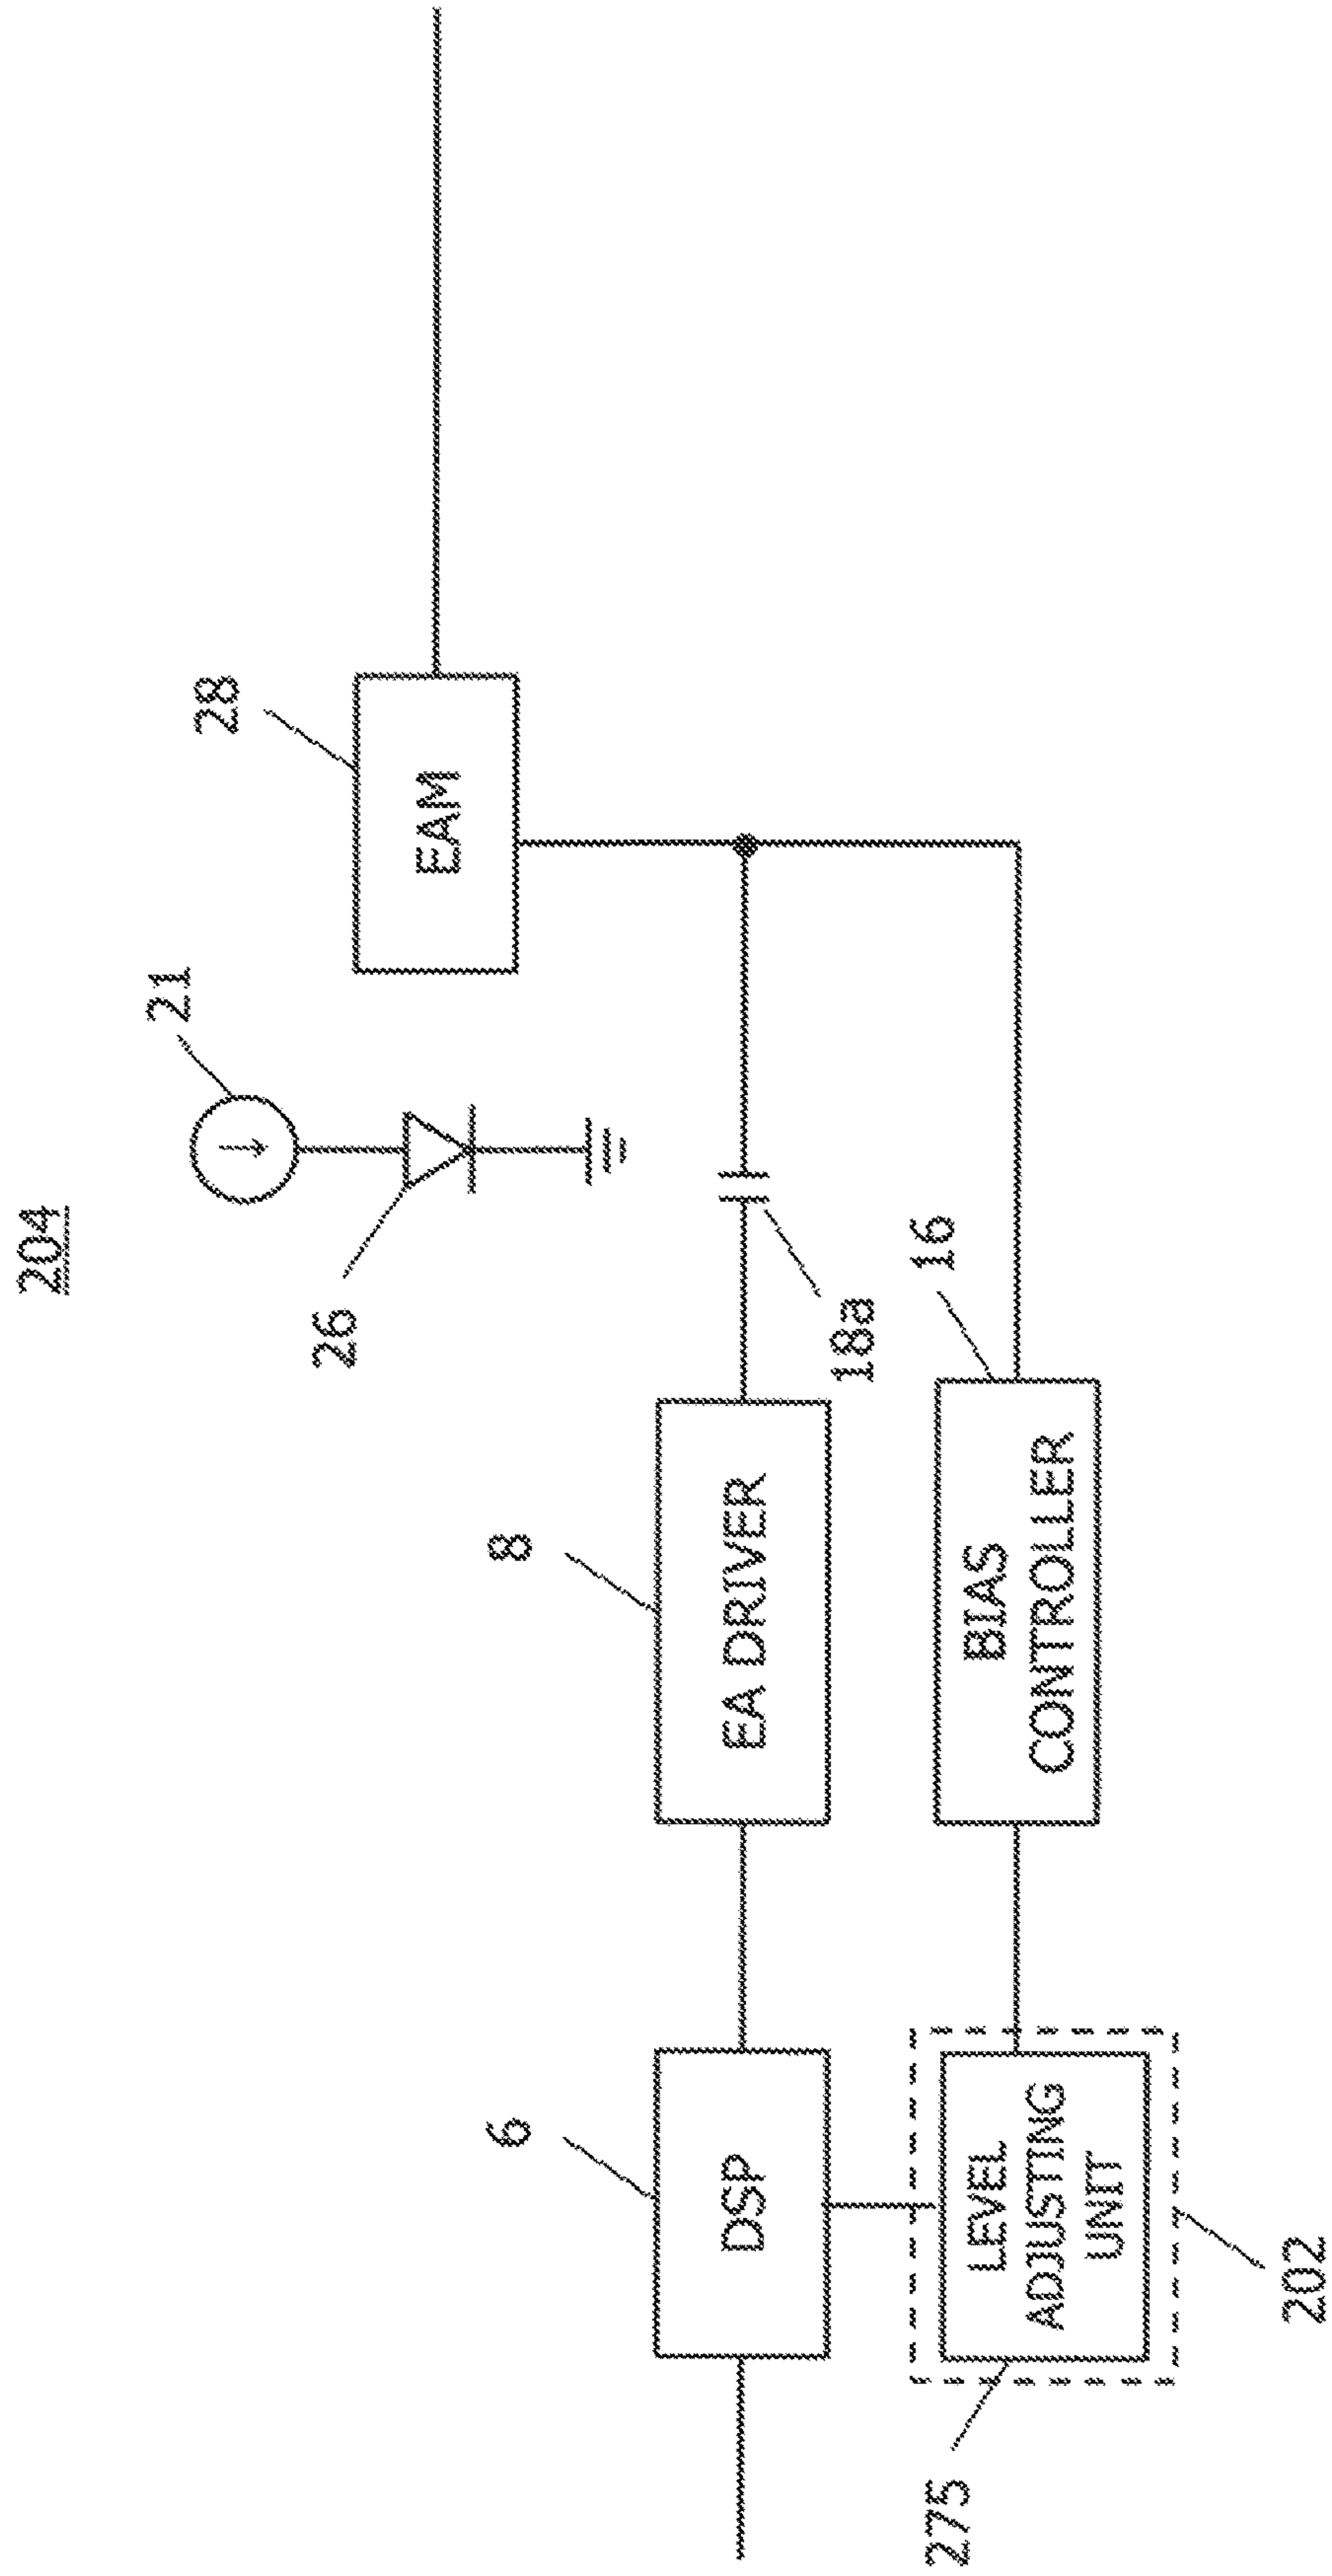 204
21
28
26
EAM
8
18a
6
EA DRIVER
16
DSP
BIAS
CONTROLLER
275
LEVEL
ADJUSTING
UNIT
202